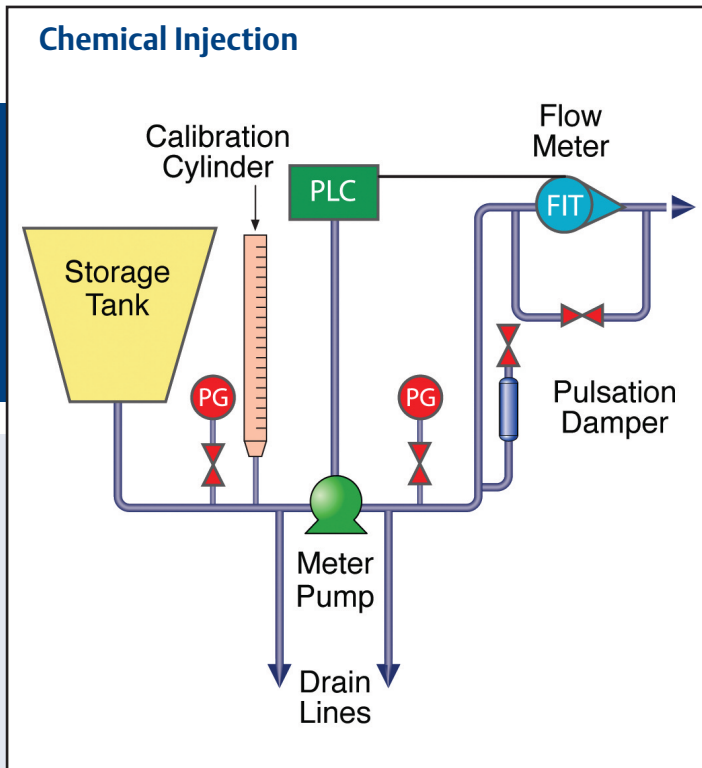 Chemical Injection
Calibration
Cylinder
PLC
Flow
Meter
FIT
Storage
Tank
PG
PG
Pulsation
Damper
Meter
Pump
Drain
Lines